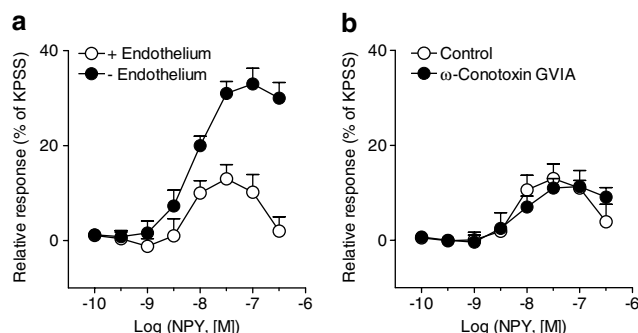 a
+ Endothelium
- Endothelium
Relative response (% of KPSS)
40
20
0
-10
-9
-8
-7
-6
Log (NPY, [M])
b
Control
ω-Conotoxin GVIA
Relative response (% of KPSS)
40
20
0
-10
-9
-8
-7
-6
Log (NPY, [M])